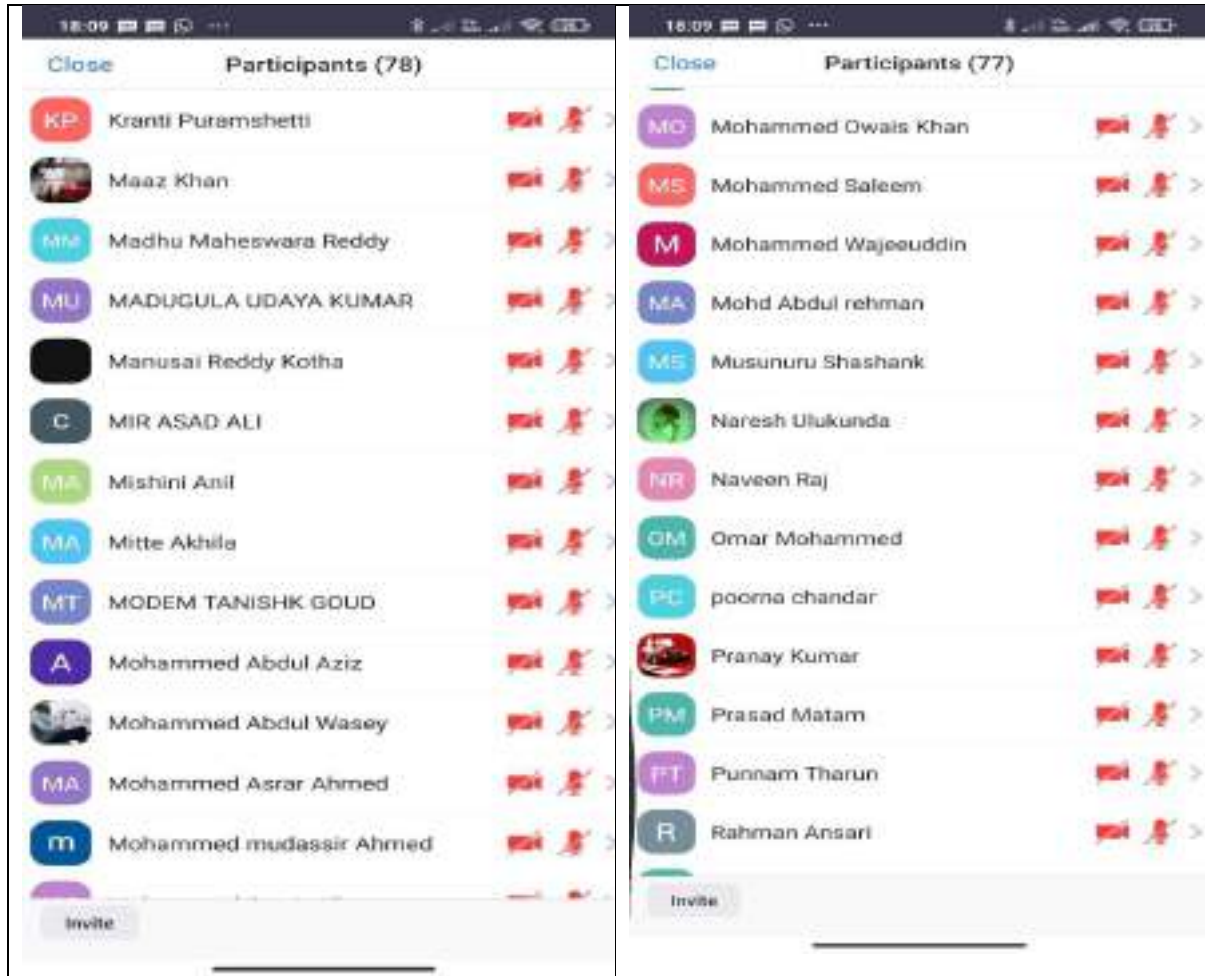 18:09
Close Participants (78)
KP Kranti Puramshetti
Maaz Khan
MM Madhu Maheswara Reddy
MU MADUGULA UDAYA KUMAR
Manusai Reddy Kotha
C MIR ASAD ALI
MA Mishini Anil
MA Mitte Akhila
MT MODEM TANISHK GOUD
A Mohammed Abdul Aziz
Mohammed Abdul Wasey
MA Mohammed Asrar Ahmed
m Mohammed mudassir Ahmed
Invite
18:09
Close Participants (77)
MO Mohammed Owais Khan
MS Mohammed Saleem
M Mohammed Wajeeuddin
MA Mohd Abdul rehman
MS Musunuru Shashank
Naresh Ulukunda
NR Naveen Raj
OM Omar Mohammed
PC poorna chandar
Pranay Kumar
PM Prasad Matam
PT Punnam Tharun
R Rahman Ansari
Invite